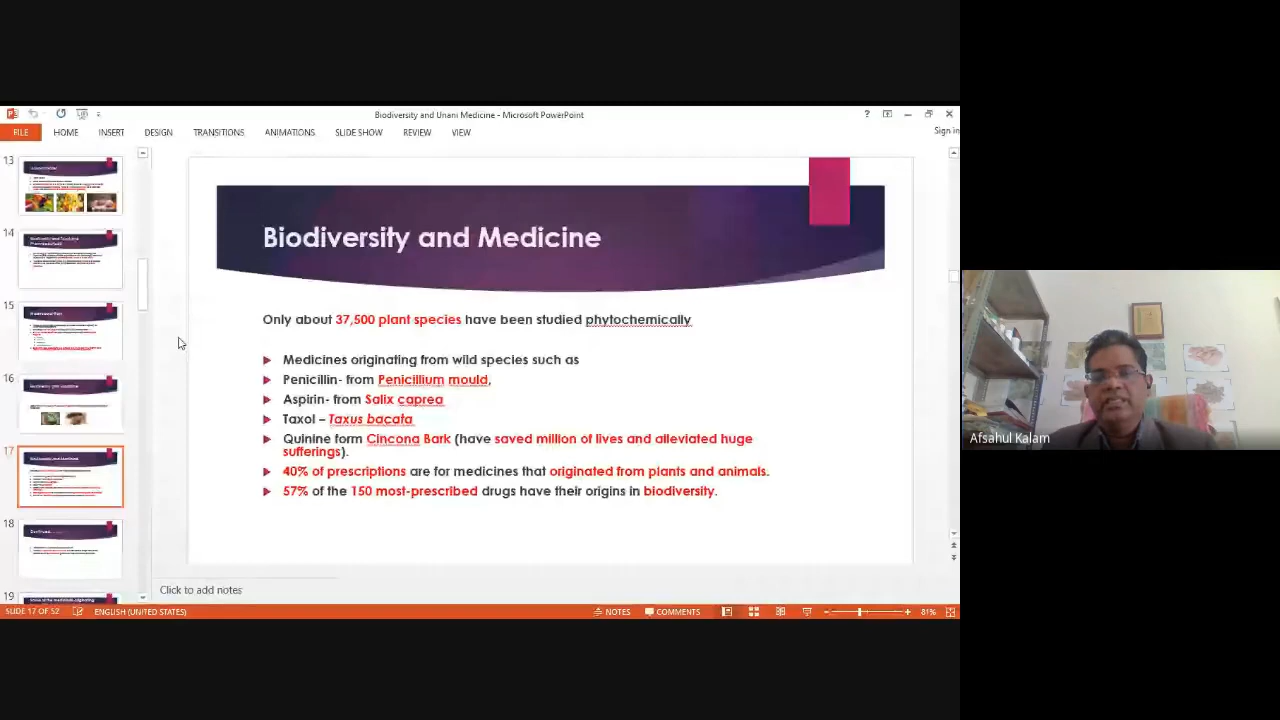 Biodiversity and Unani Medicine - Microsoft PowerPoint
?
FILE HOME INSERT DESIGN TRANSITIONS ANIMATIONS SLIDE SHOW REVIEW VIEW
Sign in
13
14
15
16
17
18
19
Biodiversity and Medicine
Only about 37,500 plant species have been studied phytochemically
Medicines originating from wild species such as
Penicillin- from Penicillium mould,
Aspirin- from Salix caprea
Taxol – Taxus bacata
Quinine form Cincona Bark (have saved million of lives and alleviated huge
sufferings).
40% of prescriptions are for medicines that originated from plants and animals.
57% of the 150 most-prescribed drugs have their origins in biodiversity.
Click to add notes
SLIDE 17 OF 52 ENGLISH (UNITED STATES) NOTES COMMENTS 81%
Afsahul Kalam